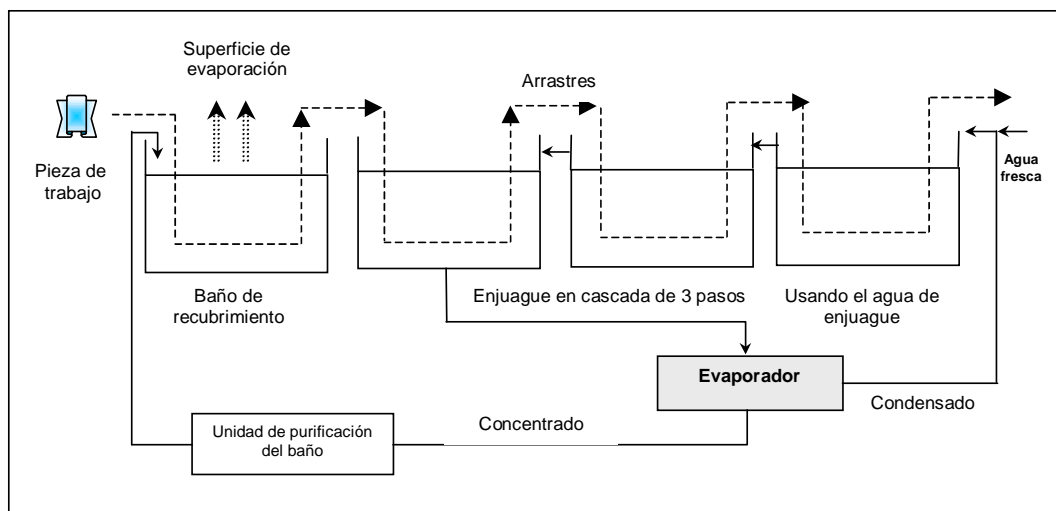 Superficie de
evaporación
Arrastres
Pieza de
trabajo
Agua
fresca
Baño de
recubrimiento
Enjuague en cascada de 3 pasos
Usando el agua de
enjuague
Evaporador
Condensado
Concentrado
Unidad de purificación
del baño